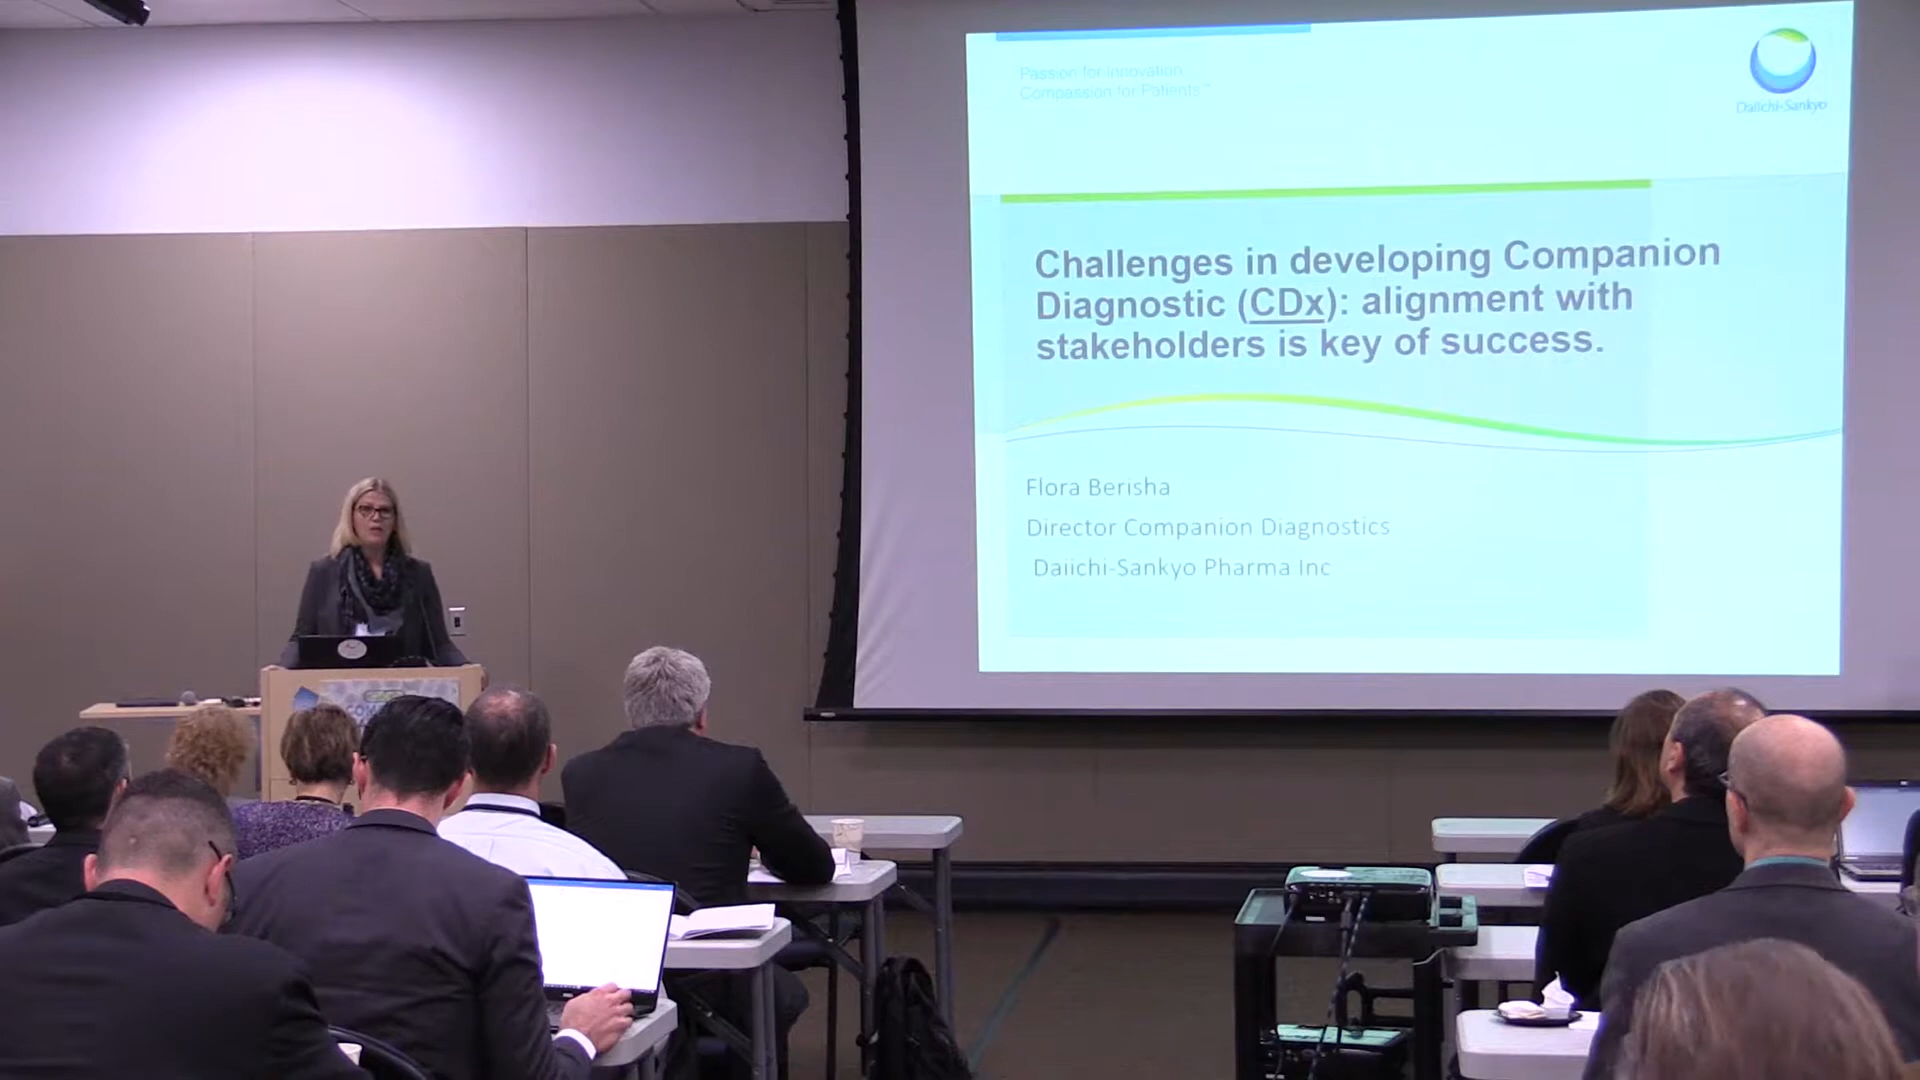 Passion for Innovation.
Compassion for Patients™
Daiichi-Sankyo
Challenges in developing Companion
Diagnostic (CDx): alignment with
stakeholders is key of success.
Flora Berisha
Director Companion Diagnostics
Daiichi-Sankyo Pharma Inc